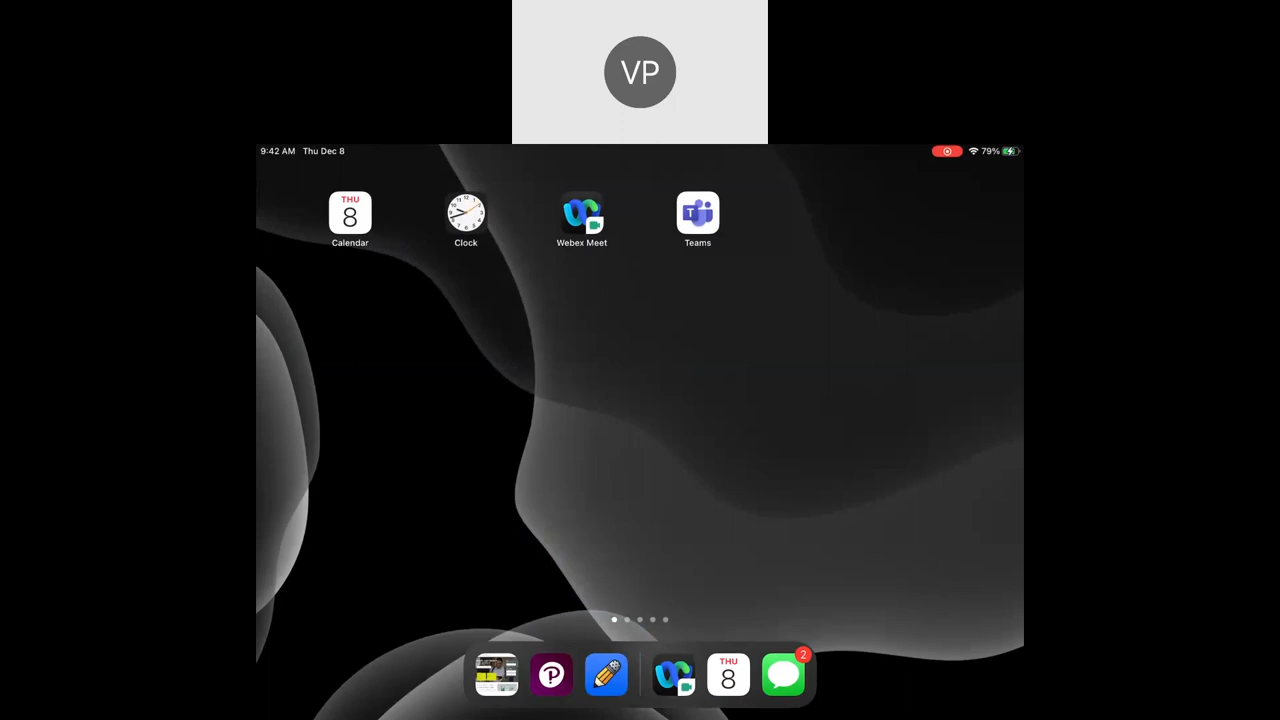 VP
9:42 AM Thu Dec 8
79%
THU
8
T
Calendar
Clock
Webex Meet
Teams
P
THU
8
2